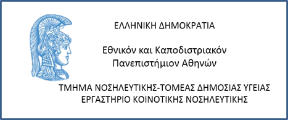 ΕΛΛΗΝΙΚΗ ΔΗΜΟΚΡΑΤΙΑ
Εθνικόν και Καποδιστριακόν
Πανεπιστήμιον Αθηνών
ΤΜΗΜΑ ΝΟΣΗΛΕΥΤΙΚΗΣ-ΤΟΜΕΑΣ ΔΗΜΟΣΙΑΣ ΥΓΕΙΑΣ
ΕΡΓΑΣΤΗΡΙΟ ΚΟΙΝΟΤΙΚΗΣ ΝΟΣΗΛΕΥΤΙΚΗΣ